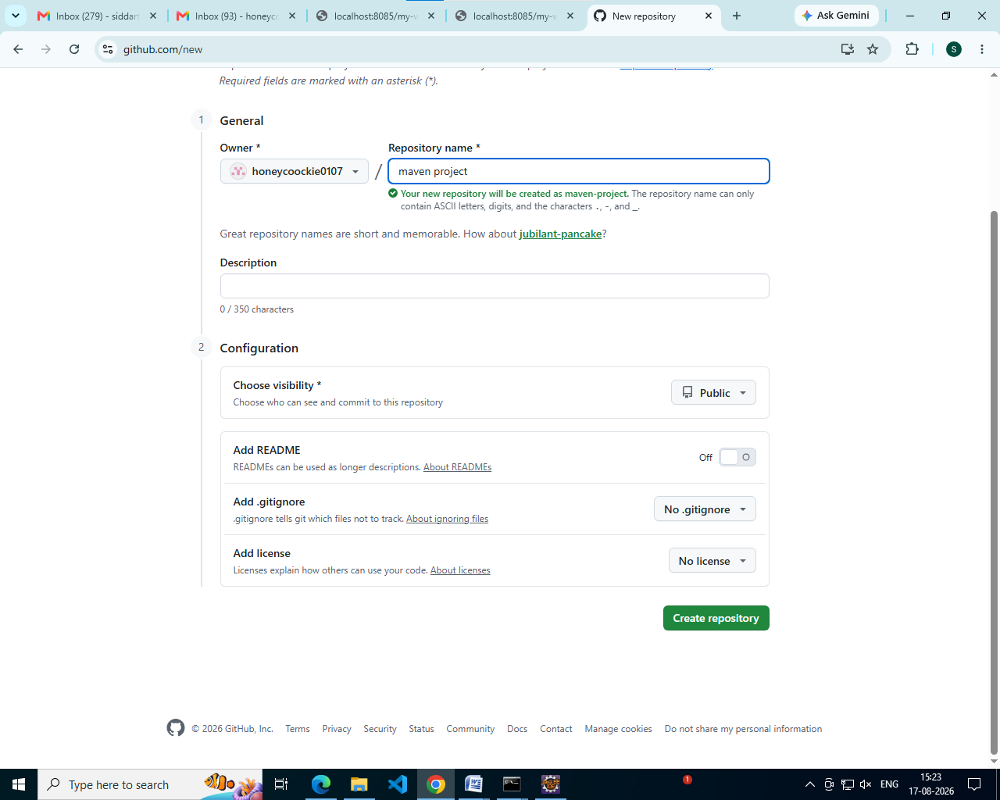 Inbox (279) - siddart
Inbox (93) - honeyco
localhost:8085/my-w
localhost:8085/my-w
New repository
Ask Gemini
github.com/new
S
Required fields are marked with an asterisk (*).
1
General
Owner *
Repository name *
honeycoockie0107
/
maven project
Your new repository will be created as maven-project. The repository name can only
contain ASCII letters, digits, and the characters ., -, and _.
Great repository names are short and memorable. How about jubilant-pancake?
Description
0 / 350 characters
2
Configuration
Choose visibility *
Choose who can see and commit to this repository
Public
Add README
READMEs can be used as longer descriptions. About READMEs
Off
Add .gitignore
.gitignore tells git which files not to track. About ignoring files
No .gitignore
Add license
Licenses explain how others can use your code. About licenses
No license
Create repository
© 2026 GitHub, Inc.
Terms
Privacy
Security
Status
Community
Docs
Contact
Manage cookies
Do not share my personal information
Type here to search
1
ENG
15:23
17-08-2026